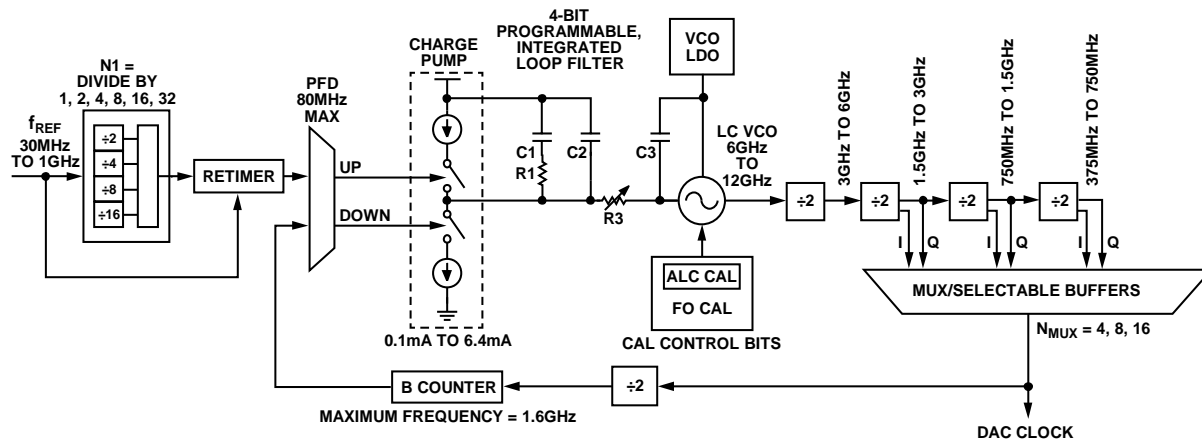 4-BIT
PROGRAMMABLE,
INTEGRATED
LOOP FILTER
VCO
LDO
CHARGE
PUMP
N1 =
DIVIDE BY
1, 2, 4, 8, 16, 32
PFD
80MHz
MAX
fREF
30MHz
TO 1GHz
÷2
÷4
÷8
÷16
RETIMER
UP
DOWN
C1
R1
C2
C3
R3
LC VCO
6GHz
TO
12GHz
÷2
3GHz TO 6GHz
÷2
1.5GHz TO 3GHz
÷2
750MHz TO 1.5GHz
÷2
375MHz TO 750MHz
I
Q
I
Q
I
Q
MUX/SELECTABLE BUFFERS
NMUX = 4, 8, 16
ALC CAL
FO CAL
CAL CONTROL BITS
0.1mA TO 6.4mA
B COUNTER
÷2
MAXIMUM FREQUENCY = 1.6GHz
DAC CLOCK